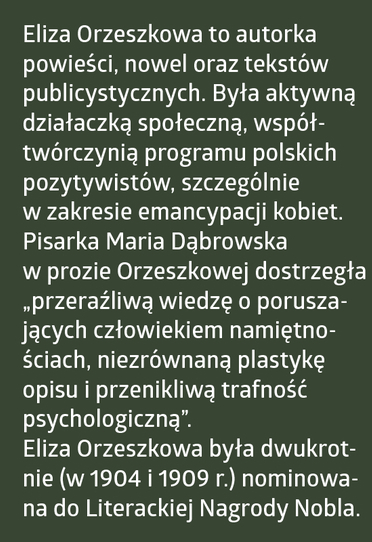 Eliza Orzeszkowa to autorka
powieści, nowel oraz tekstów
publicystycznych. Była aktywną
działaczką społeczną, współ-
twórczynią programu polskich
pozytywistów, szczególnie
w zakresie emancypacji kobiet.
Pisarka Maria Dąbrowska
w prozie Orzeszkowej dostrzegła
„przeraźliwą wiedzę o porusza-
jących człowiekiem namiętno-
ściach, niezrównaną plastykę
opisu i przenikliwą trafność
psychologiczną”.
Eliza Orzeszkowa była dwukrot-
nie (w 1904 i 1909 r.) nominowa-
na do Literackiej Nagrody Nobla.